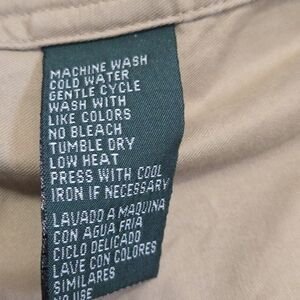 MACHINE WASH
COLD WATER
GENTLE CYCLE
WASH WITH
LIKE COLORS
NO BLEACH
TUMBLE DRY
LOW HEAT
PRESS WITH COOL
IRON IF NECESSARY
LAVADO A MAQUINA
CON AGUA FRIA
CICLO DELICADO
LAVE CON COLORES
SIMILARES
NO USE